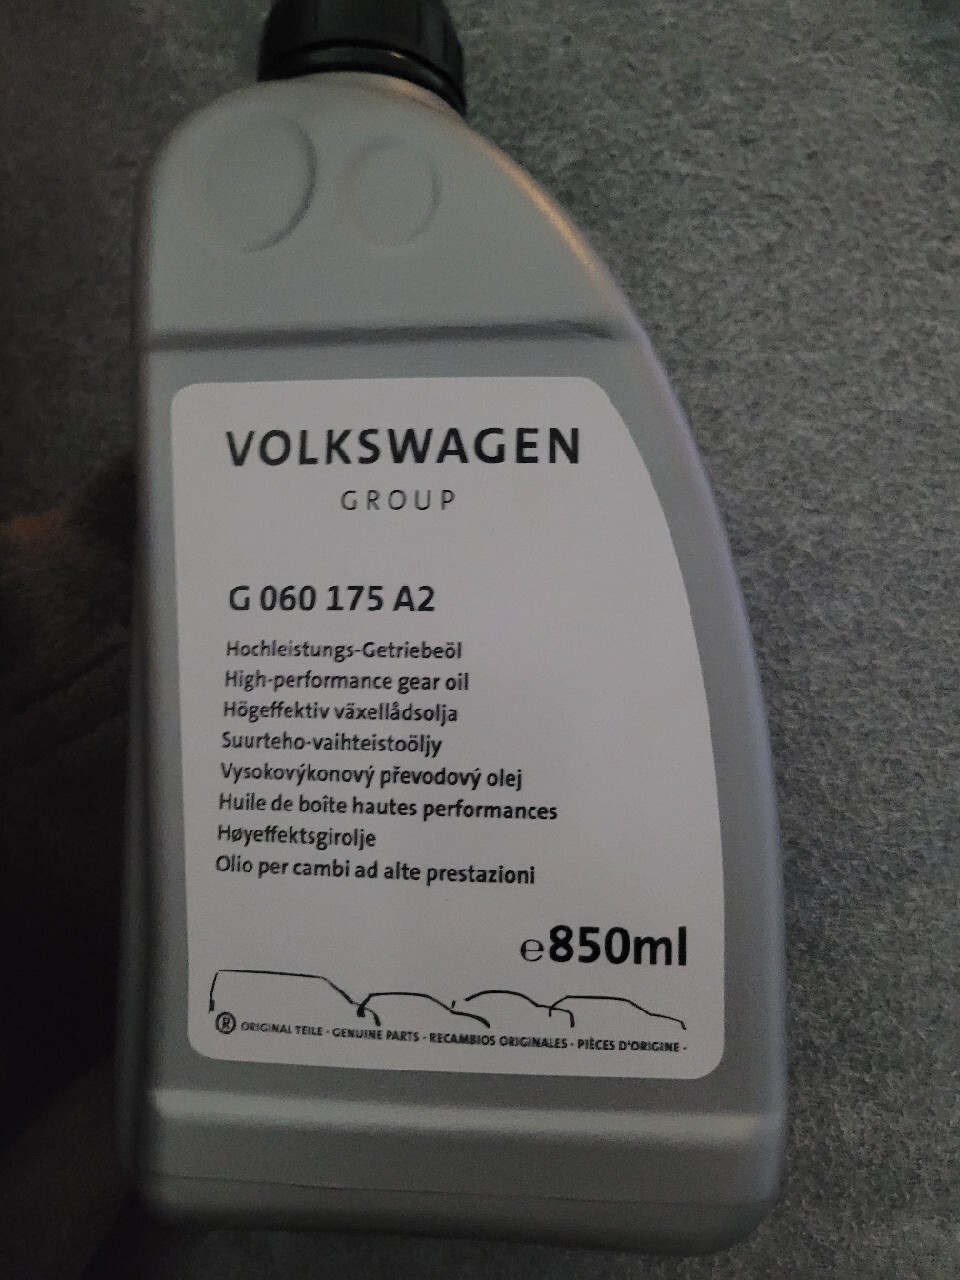 VOLKSWAGEN
GROUP
G 060 175 A2
Hochleistungs-Getriebeöl
High-performance gear oil
Högeffektiv växellådsolja
Suurteho-vaihteistoöljy
Vysokovýkonový převodový olej
Huile de boîte hautes performances
Høyeffektsgirolje
Olio per cambi ad alte prestazioni
℮850ml
® ORIGINAL TEILE · GENUINE PARTS · RECAMBIOS ORIGINALES · PIÈCES D'ORIGINE ·